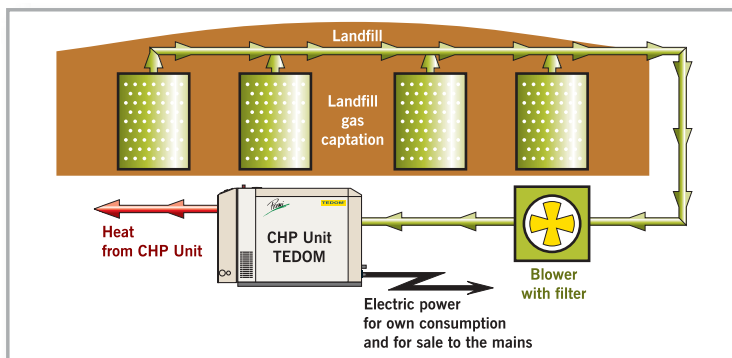 Landfill
Landfill
gas
captation
Heat
from CHP Unit
TEDOM
CHP Unit
TEDOM
Blower
with filter
Electric power
for own consumption
and for sale to the mains